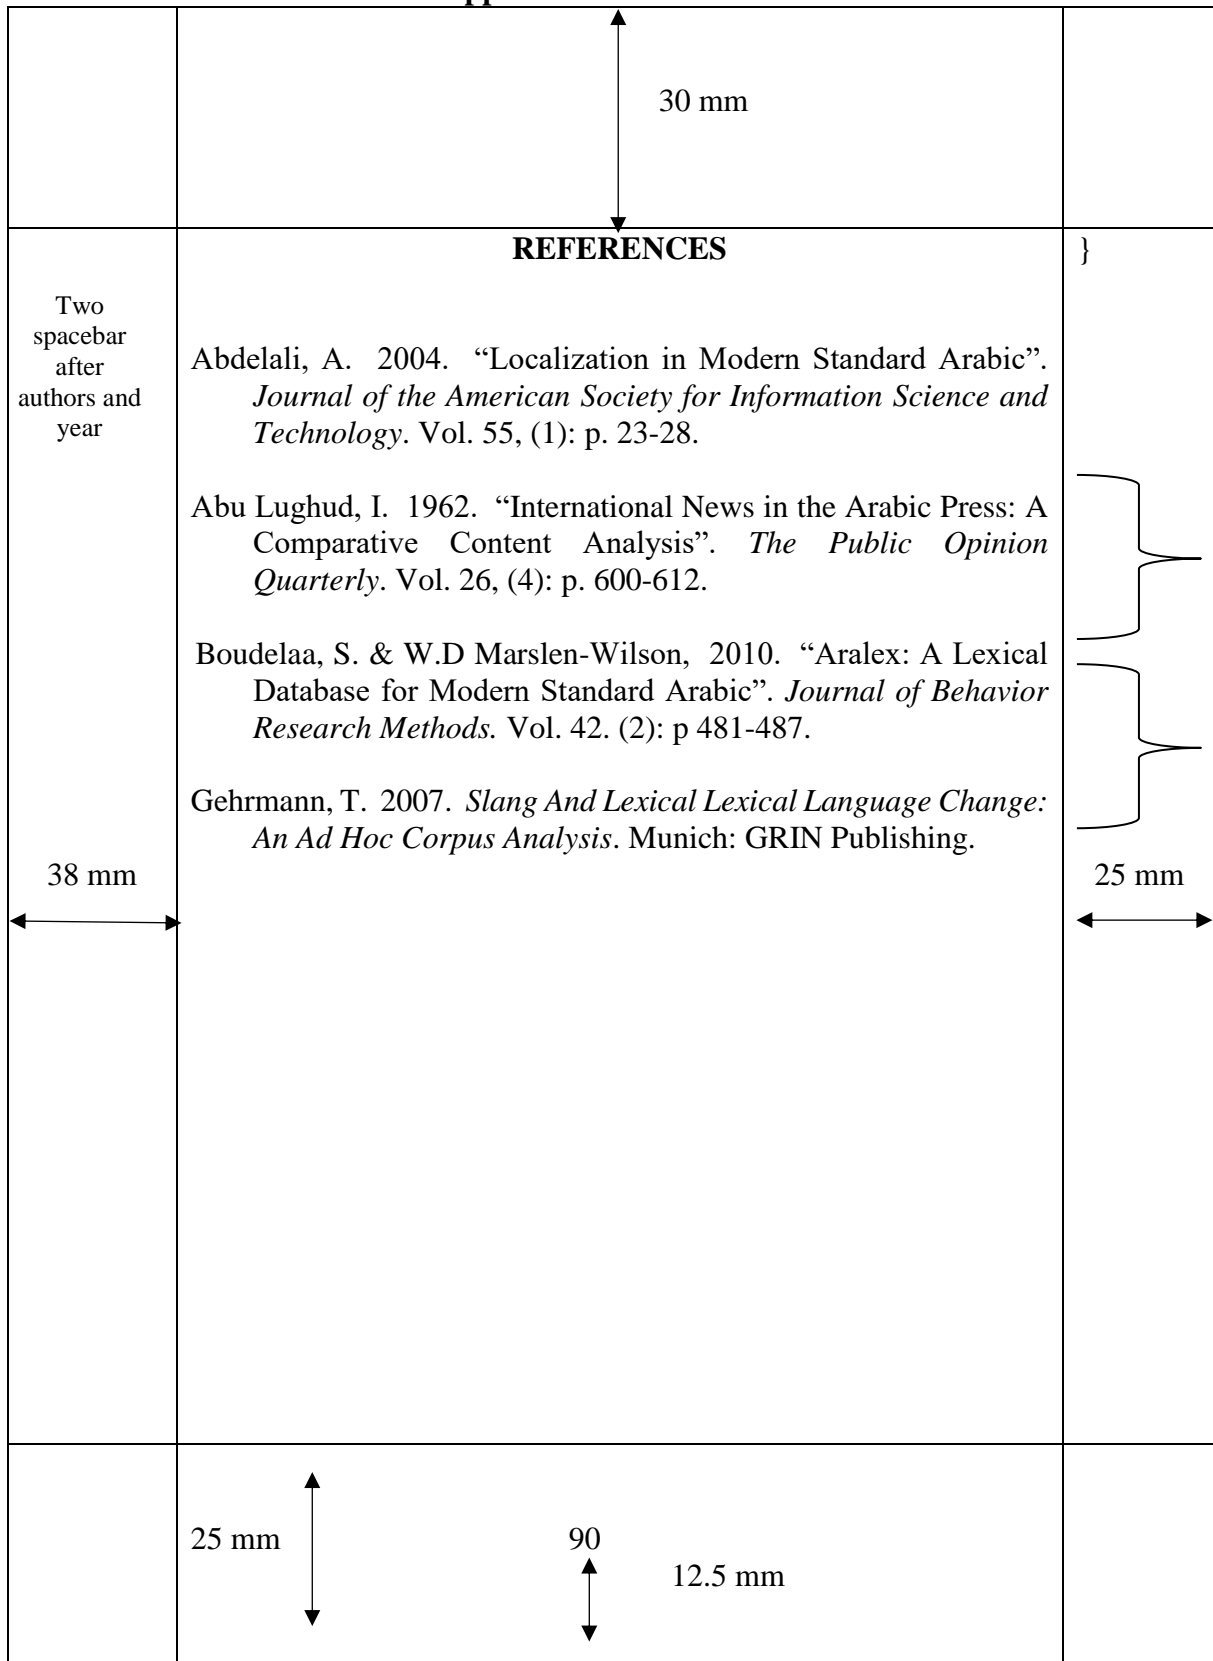 30 mm
REFERENCES
}
Two
spacebar
after
authors and
year
Abdelali, A.  2004.  “Localization in Modern Standard Arabic”.
Journal of the American Society for Information Science and
Technology. Vol. 55, (1): p. 23-28.
Abu Lughud, I.  1962.  “International News in the Arabic Press: A
Comparative Content Analysis”. The Public Opinion
Quarterly. Vol. 26, (4): p. 600-612.
Boudelaa, S. & W.D Marslen-Wilson,  2010.  “Aralex: A Lexical
Database for Modern Standard Arabic”. Journal of Behavior
Research Methods. Vol. 42. (2): p 481-487.
Gehrmann, T.  2007.  Slang And Lexical Lexical Language Change:
An Ad Hoc Corpus Analysis. Munich: GRIN Publishing.
38 mm
25 mm
25 mm
90
12.5 mm